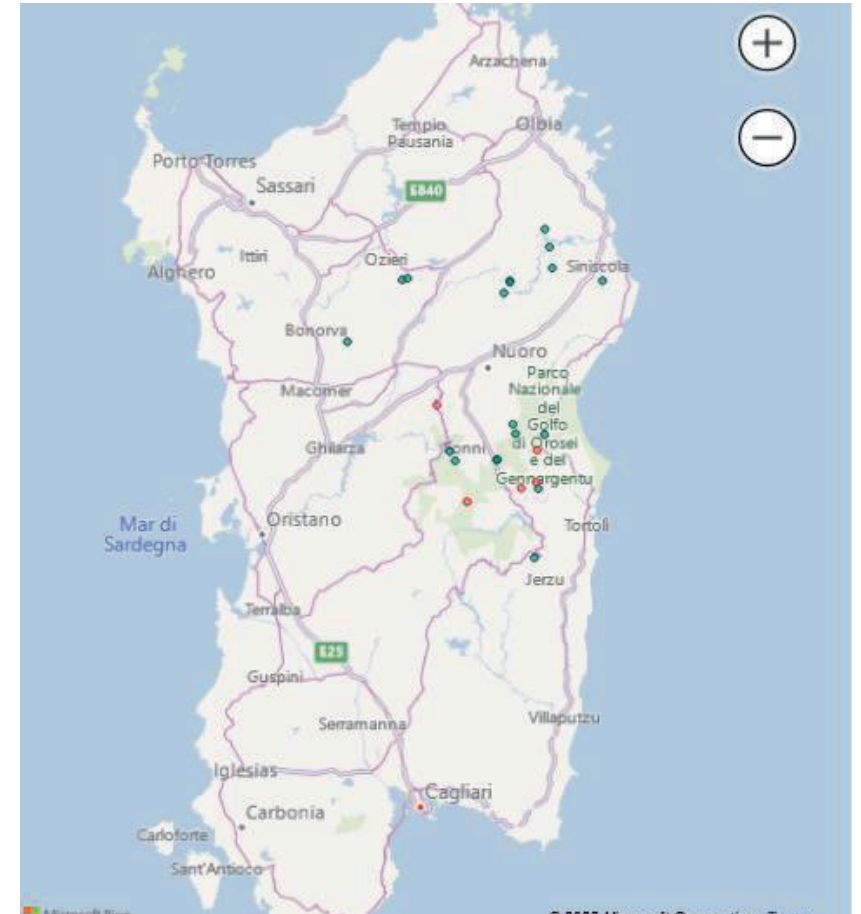 Arzachena
+
Tempio
Pausania
Olbia
−
Porto Torres
Sassari
E840
Ittiri
Ozieri
Siniscola
Alghero
Bonorva
Nuoro
Parco
Nazionale
del
Golfo
di Orosei
e del
Gennargentu
Macomer
Ghilarza
Fonni
Mar di
Sardegna
Oristano
Tortolì
Jerzu
Terralba
E25
Guspini
Serramanna
Villaputzu
Iglesias
Cagliari
Carbonia
Carloforte
Sant'Antioco